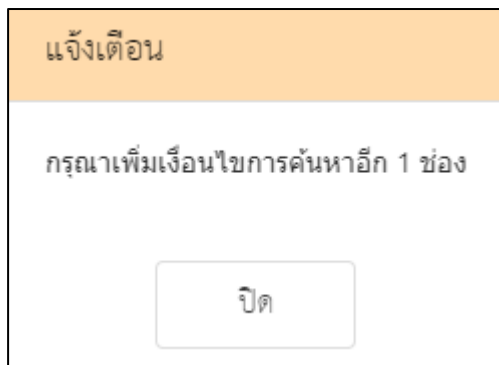 แจ้งเตือน
กรุณาเพิ่มเงื่อนไขการค้นหาอีก 1 ช่อง
ปิด